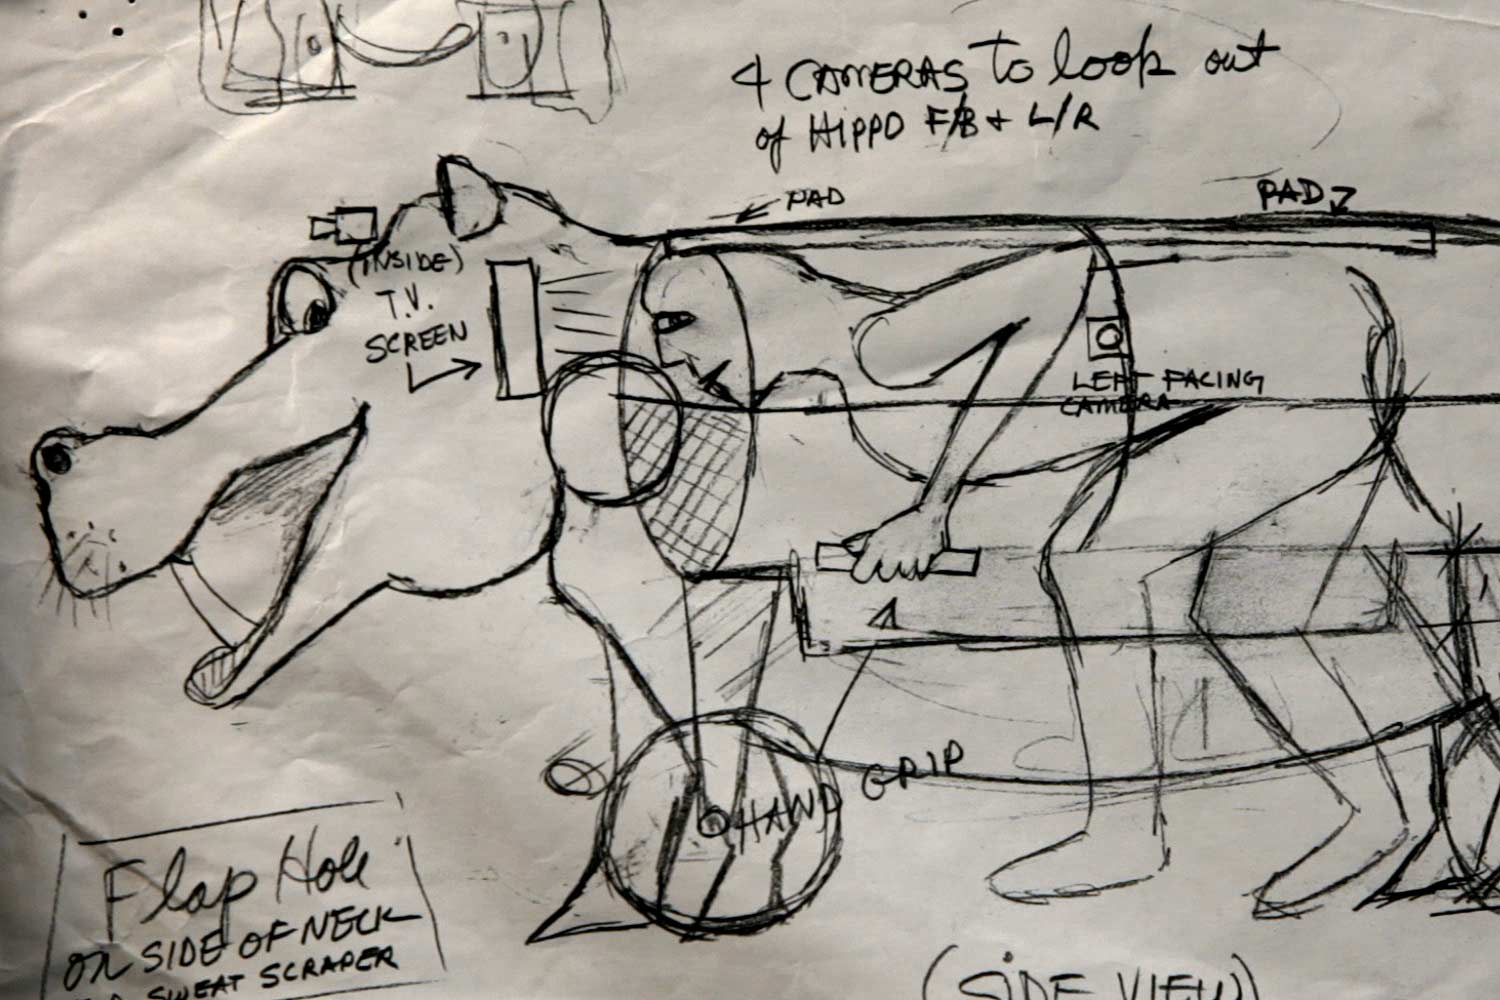 4 CAMERAS to look out
of HIPPO F/B + L/R
PAD
PAD
(INSIDE)
T.V.
SCREEN
LEFT FACING
CAMERA
HAND GRIP
Flap Hole
on SIDE OF NECK
SWEAT SCRAPER
(SIDE VIEW)